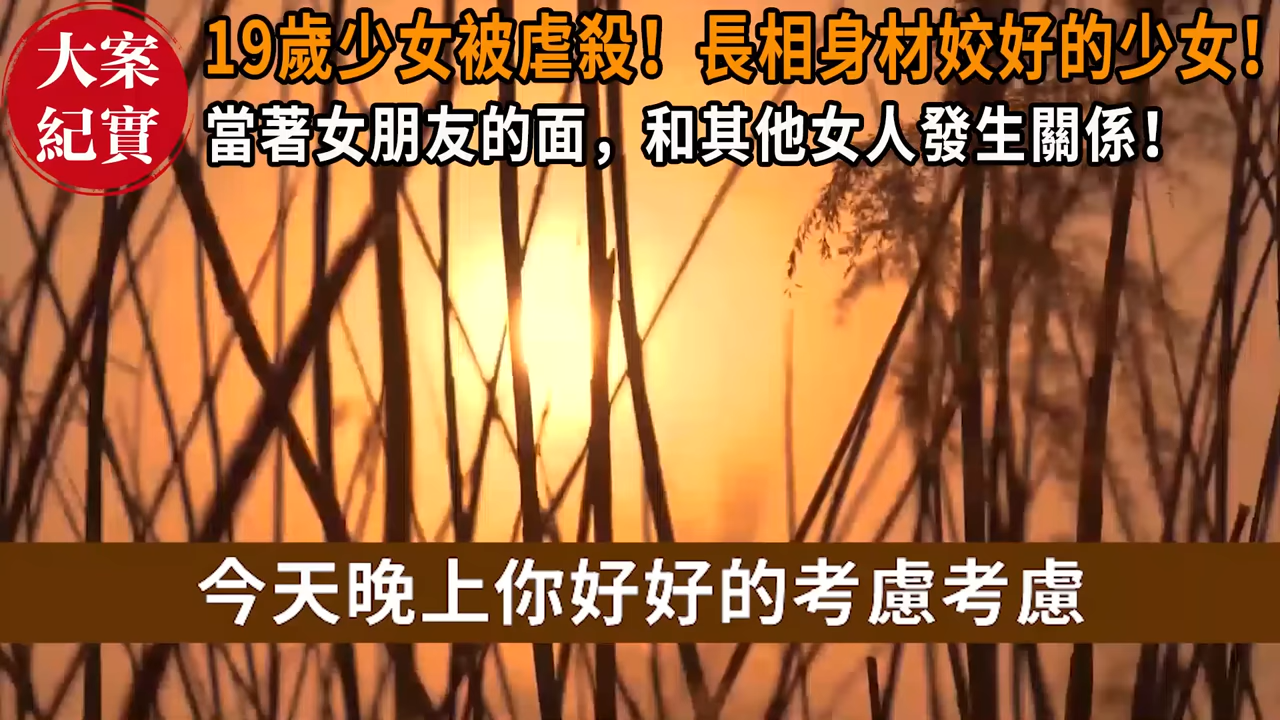 大案
紀實
19歲少女被虐殺！長相身材姣好的少女！
當著女朋友的面，和其他女人發生關係！
今天晚上你好好的考慮考慮